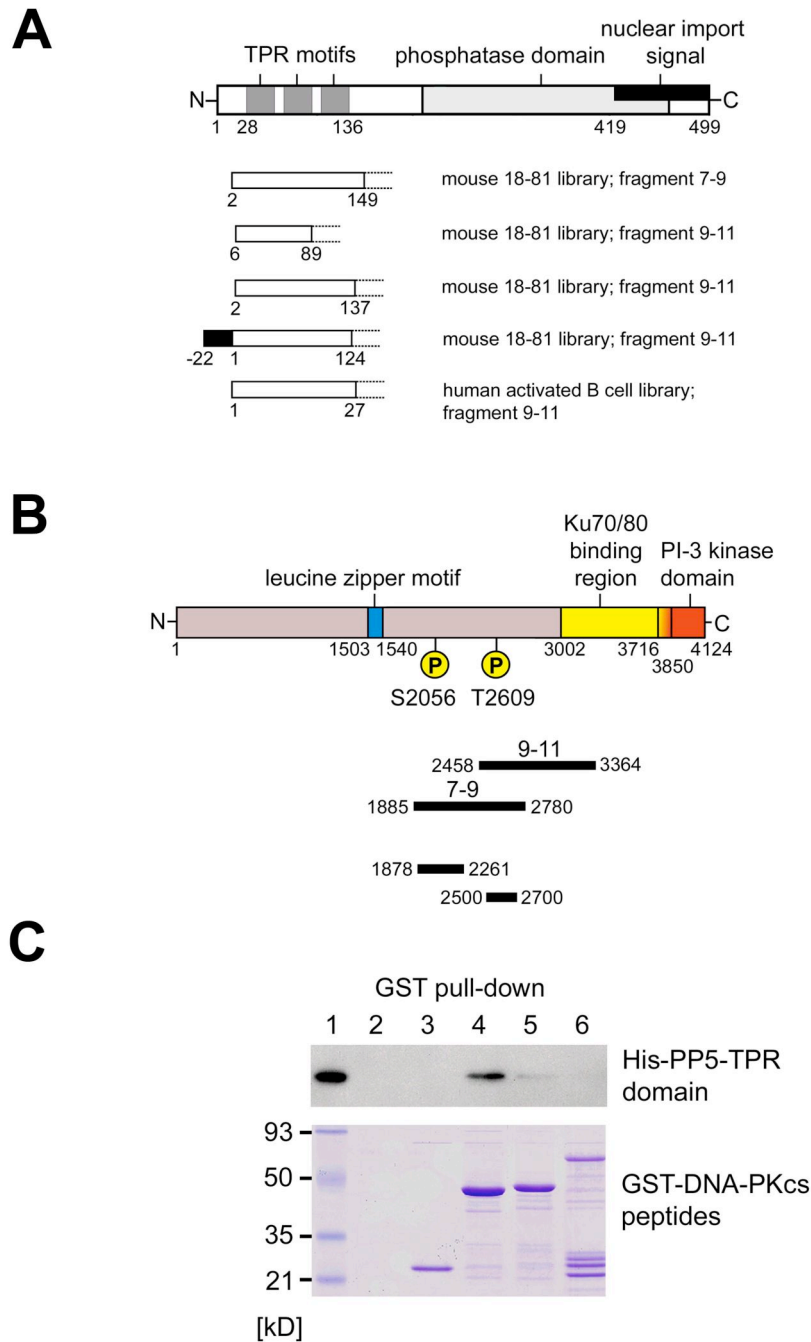 A
TPR motifs
phosphatase domain
nuclear import
signal
N
C
1 28 136 419 499
2 149 mouse 18-81 library; fragment 7-9
6 89 mouse 18-81 library; fragment 9-11
2 137 mouse 18-81 library; fragment 9-11
-22 1 124 mouse 18-81 library; fragment 9-11
1 27 human activated B cell library;
fragment 9-11
B
leucine zipper motif
Ku70/80
binding
region
PI-3 kinase
domain
N
C
1 1503 1540 3002 3716 4124
3850
P P
S2056 T2609
9-11
2458 3364
7-9
1885 2780
1878 2261
2500 2700
C
GST pull-down
1 2 3 4 5 6
His-PP5-TPR
domain
93
50
35
21
[kD]
GST-DNA-PKcs
peptides